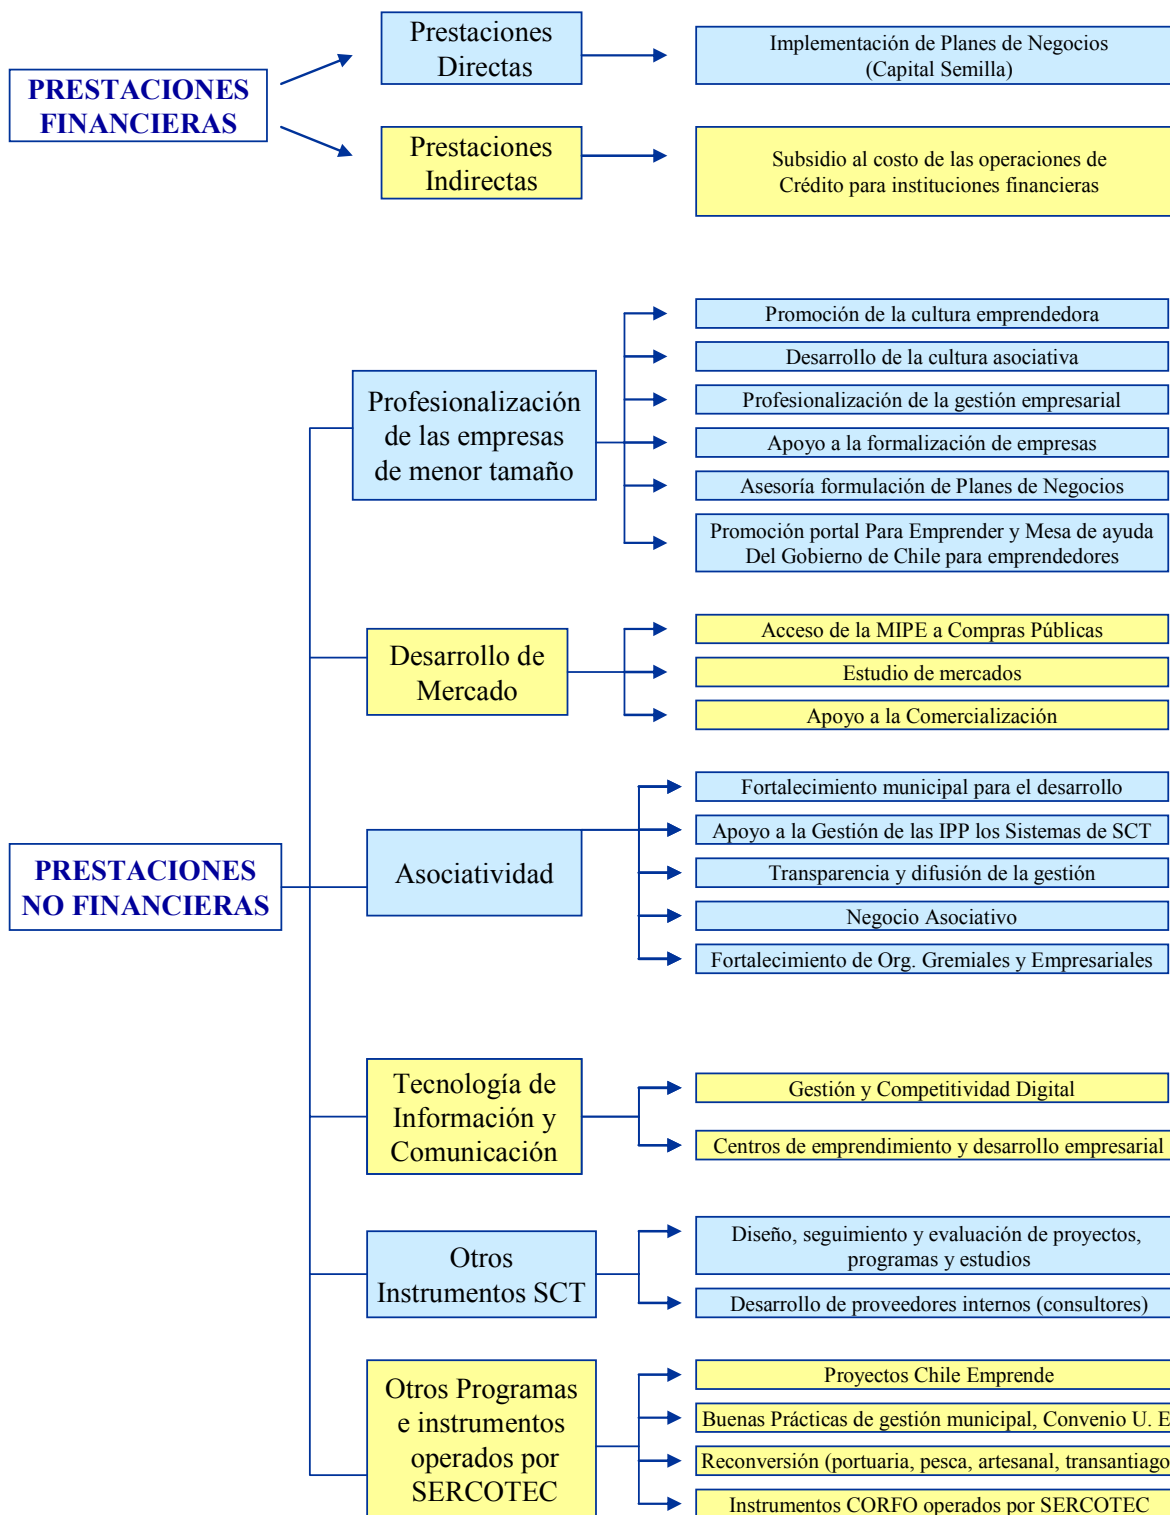 PRESTACIONES
FINANCIERAS
Prestaciones
Directas
Implementación de Planes de Negocios
(Capital Semilla)
Prestaciones
Indirectas
Subsidio al costo de las operaciones de
Crédito para instituciones financieras
PRESTACIONES
NO FINANCIERAS
Profesionalización
de las empresas
de menor tamaño
Promoción de la cultura emprendedora
Desarrollo de la cultura asociativa
Profesionalización de la gestión empresarial
Apoyo a la formalización de empresas
Asesoría formulación de Planes de Negocios
Promoción portal Para Emprender y Mesa de ayuda
Del Gobierno de Chile para emprendedores
Desarrollo de
Mercado
Acceso de la MIPE a Compras Públicas
Estudio de mercados
Apoyo a la Comercialización
Asociatividad
Fortalecimiento municipal para el desarrollo
Apoyo a la Gestión de las IPP los Sistemas de SCT
Transparencia y difusión de la gestión
Negocio Asociativo
Fortalecimiento de Org. Gremiales y Empresariales
Tecnología de
Información y
Comunicación
Gestión y Competitividad Digital
Centros de emprendimiento y desarrollo empresarial
Otros
Instrumentos SCT
Diseño, seguimiento y evaluación de proyectos,
programas y estudios
Desarrollo de proveedores internos (consultores)
Otros Programas
e instrumentos
operados por
SERCOTEC
Proyectos Chile Emprende
Buenas Prácticas de gestión municipal, Convenio U. E
Reconversión (portuaria, pesca, artesanal, transantiago
Instrumentos CORFO operados por SERCOTEC